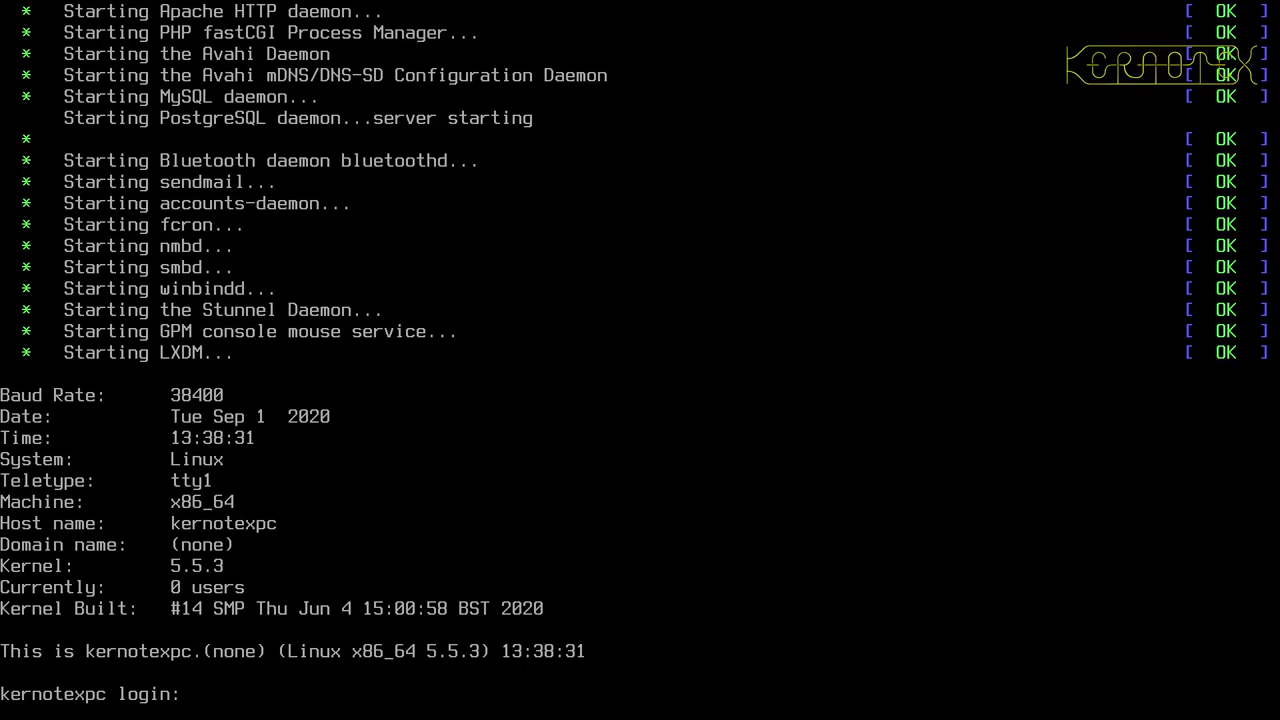 * Starting Apache HTTP daemon... [ OK ]
* Starting PHP fastCGI Process Manager... [ OK ]
* Starting the Avahi Daemon [ OK ]
* Starting the Avahi mDNS/DNS-SD Configuration Daemon [ OK ]
* Starting MySQL daemon... [ OK ]
Starting PostgreSQL daemon...server starting
* [ OK ]
* Starting Bluetooth daemon bluetoothd... [ OK ]
* Starting sendmail... [ OK ]
* Starting accounts-daemon... [ OK ]
* Starting fcron... [ OK ]
* Starting nmbd... [ OK ]
* Starting smbd... [ OK ]
* Starting winbindd... [ OK ]
* Starting the Stunnel Daemon... [ OK ]
* Starting GPM console mouse service... [ OK ]
* Starting LXDM... [ OK ]
KERNOTEX
Baud Rate: 38400
Date: Tue Sep 1 2020
Time: 13:38:31
System: Linux
Teletype: tty1
Machine: x86_64
Host name: kernotexpc
Domain name: (none)
Kernel: 5.5.3
Currently: 0 users
Kernel Built: #14 SMP Thu Jun 4 15:00:58 BST 2020
This is kernotexpc.(none) (Linux x86_64 5.5.3) 13:38:31
kernotexpc login: